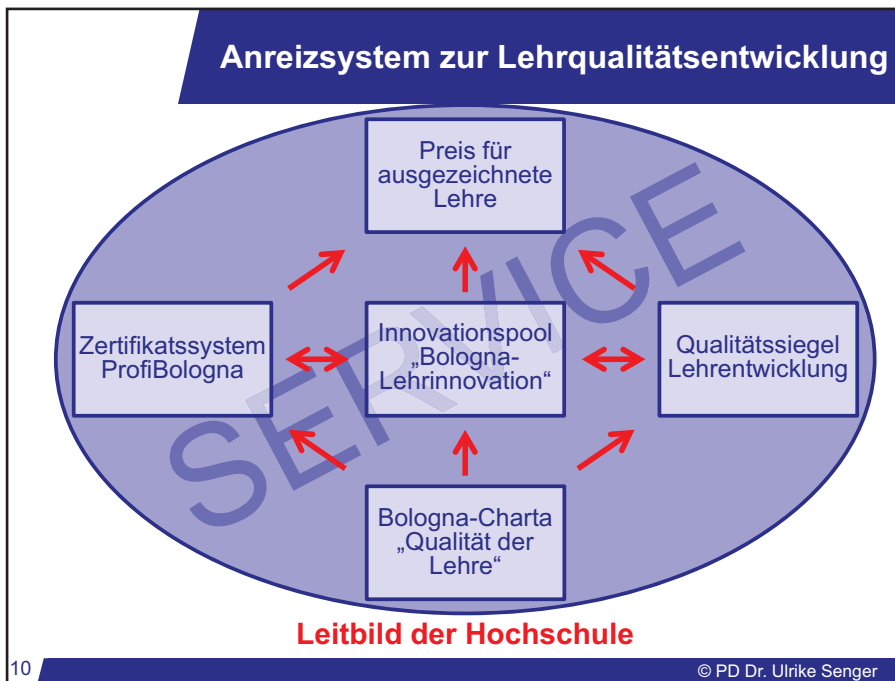 Anreizsystem zur Lehrqualitätsentwicklung
Preis für
ausgezeichnete
Lehre
SERVICE
Zertifikatssystem
ProfiBologna
Innovationspool
„Bologna-
Lehrinnovation“
Qualitätssiegel
Lehrentwicklung
Bologna-Charta
„Qualität der
Lehre“
Leitbild der Hochschule
10
© PD Dr. Ulrike Senger